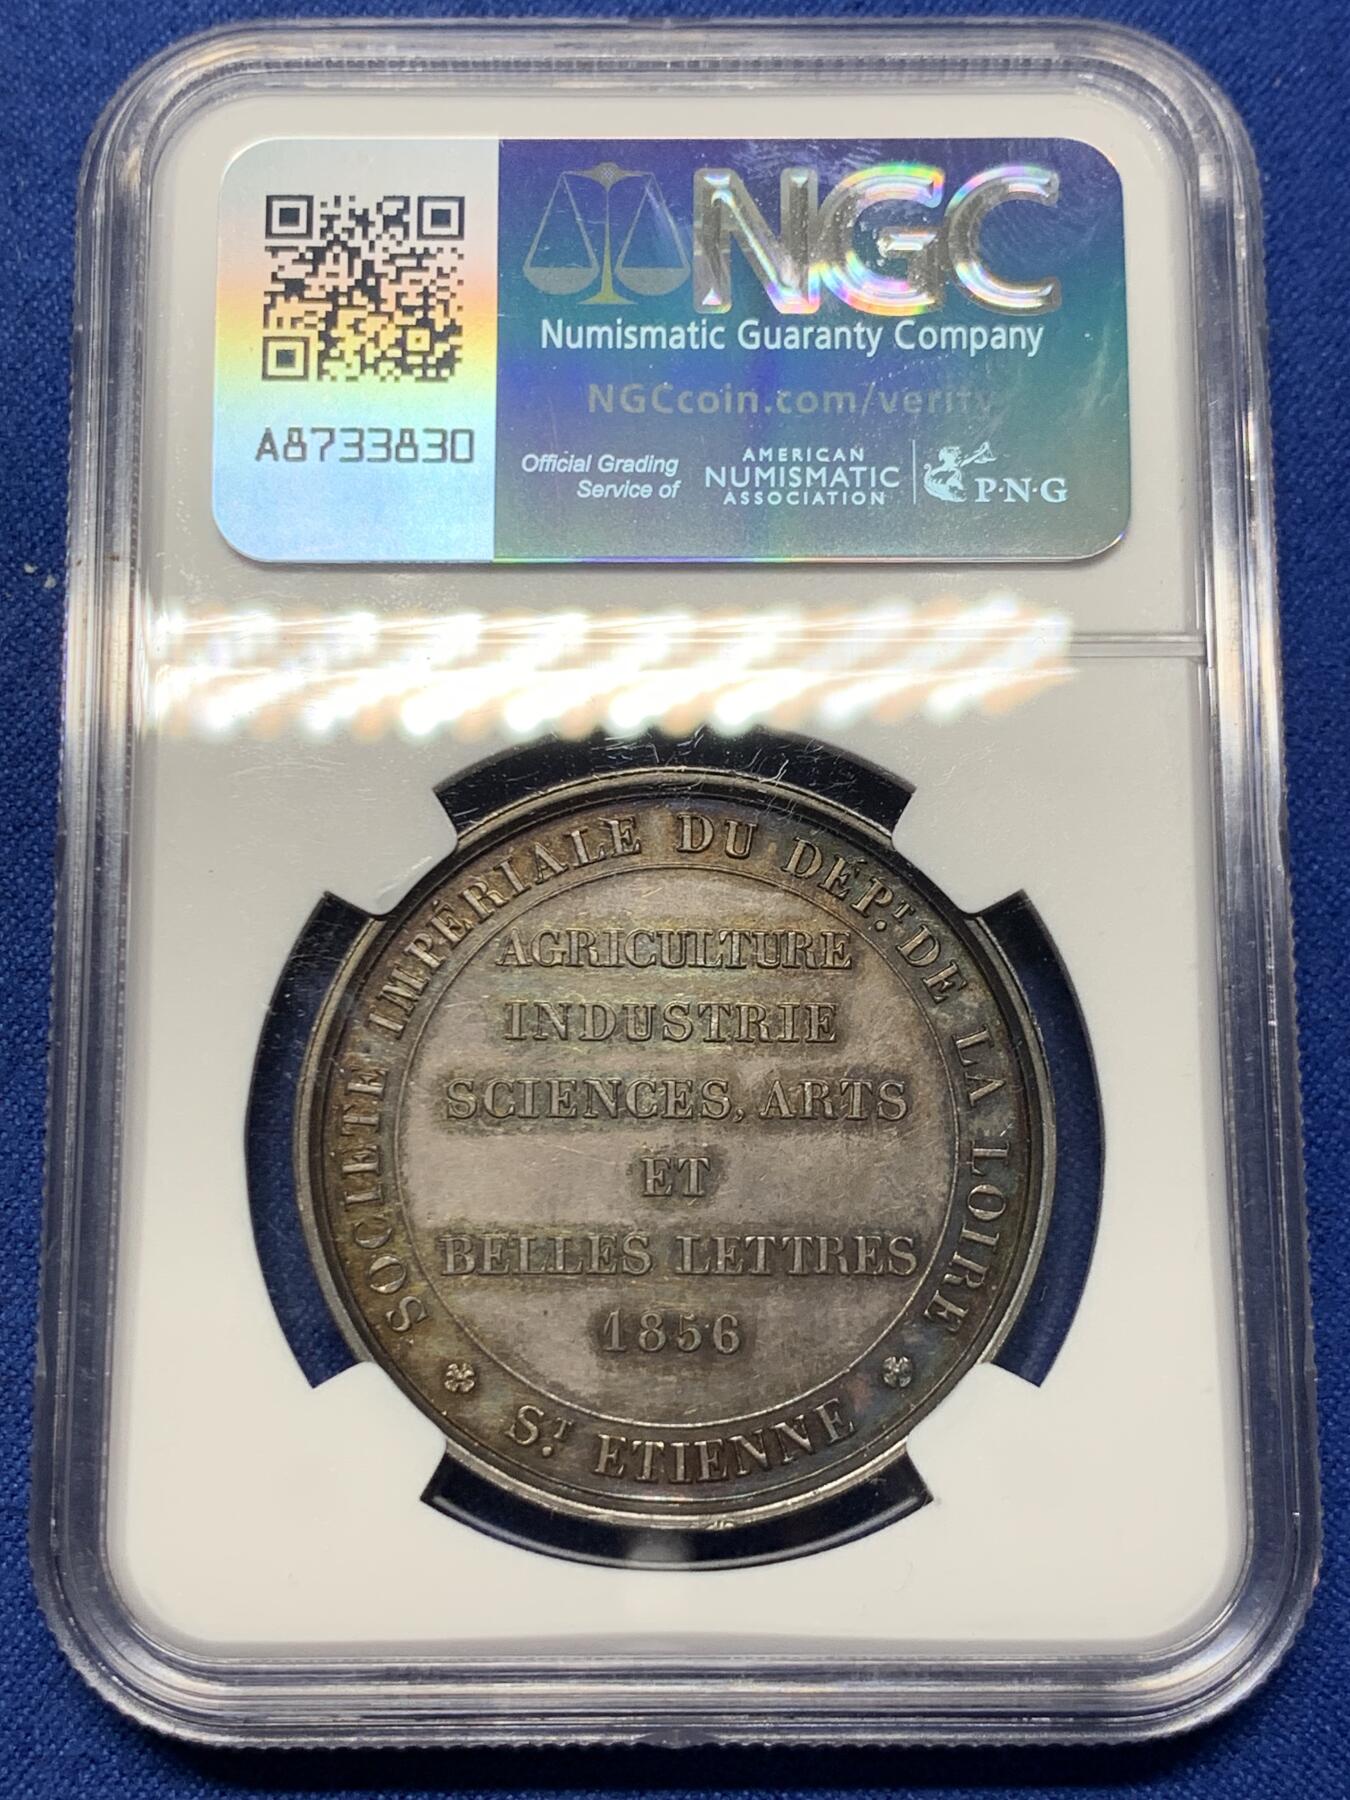 NGC
Numismatic Guaranty Company
NGCcoin.com/verify
A8733830
Official Grading
Service of
AMERICAN
NUMISMATIC
ASSOCIATION
P·N·G
SOCIÉTÉ IMPÉRIALE DU DÉPT. DE LA LOIRE
AGRICULTURE
INDUSTRIE
SCIENCES, ARTS
ET
BELLES LETTRES
1856
ST. ETIENNE